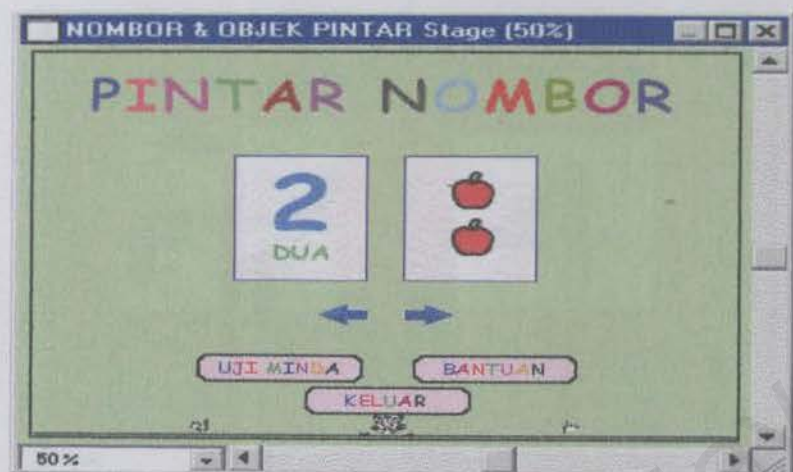 NOMBOR & OBJEK PINTAR Stage (50%)
PINTAR NOMBOR
2
DUA
UJI MINDA
BANTUAN
KELUAR
50%